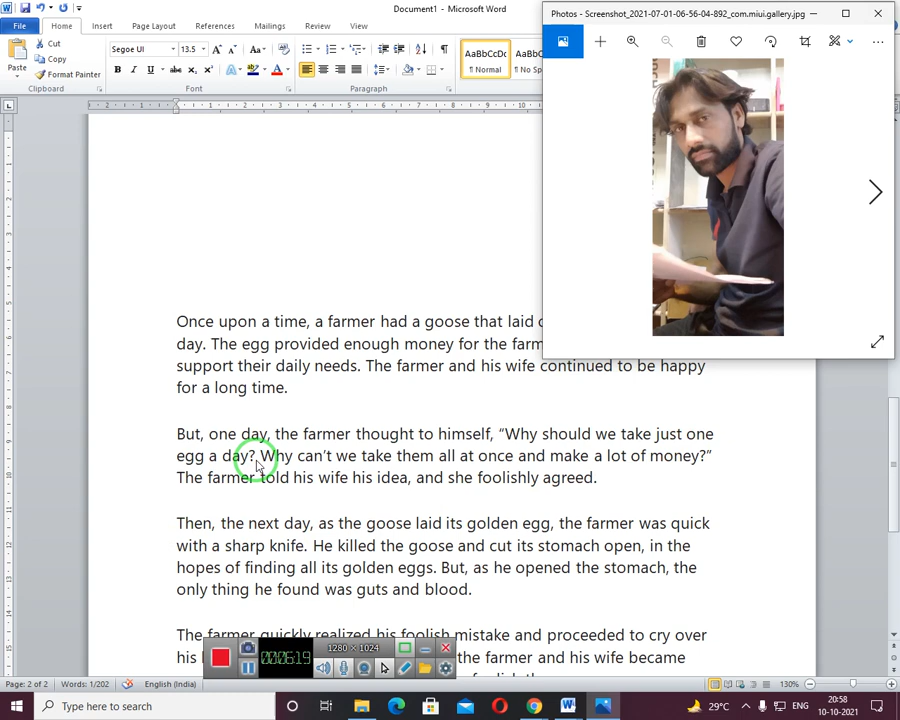 Document1 - Microsoft Word
File Home Insert Page Layout References Mailings Review View
Paste
Cut
Copy
Format Painter
Clipboard
Segoe UI 13.5
Font
Paragraph
AaBbCcDc
¶ Normal
¶ No Sp
Photos - Screenshot_2021-07-01-06-56-04-892_com.miui.gallery.jpg
Once upon a time, a farmer had a goose that laid
day. The egg provided enough money for the farm
support their daily needs. The farmer and his wife continued to be happy
for a long time.
But, one day, the farmer thought to himself, “Why should we take just one
egg a day? Why can’t we take them all at once and make a lot of money?”
The farmer told his wife his idea, and she foolishly agreed.
Then, the next day, as the goose laid its golden egg, the farmer was quick
with a sharp knife. He killed the goose and cut its stomach open, in the
hopes of finding all its golden eggs. But, as he opened the stomach, the
only thing he found was guts and blood.
The farmer quickly realized his foolish mistake and proceeded to cry over
his the farmer and his wife became
1280 × 1024
00:06:19
Page: 2 of 2 Words: 1/202 English (India) 130%
Type here to search
29°C
ENG
20:58
10-10-2021